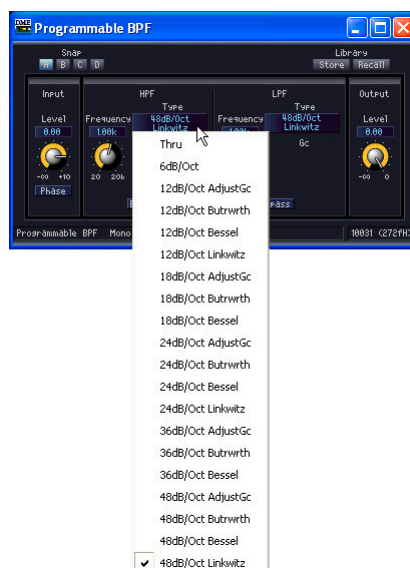 DME
Programmable BPF
Snap
Library
A B C D
Store Recall
Input
HPF
LPF
Output
Type
Type
Level
Frequency
48dB/Oct
Linkwitz
Frequency
48dB/Oct
Linkwitz
Level
0.00
1.00k
0.00
Gc
-∞ +10
20 20k
-∞ 0
Phase
Programmable BPF Mono
10031 (272fH)
Thru
6dB/Oct
12dB/Oct AdjustGc
12dB/Oct Butrwrth
12dB/Oct Bessel
12dB/Oct Linkwitz
18dB/Oct AdjustGc
18dB/Oct Butrwrth
18dB/Oct Bessel
24dB/Oct AdjustGc
24dB/Oct Butrwrth
24dB/Oct Bessel
24dB/Oct Linkwitz
36dB/Oct AdjustGc
36dB/Oct Butrwrth
36dB/Oct Bessel
48dB/Oct AdjustGc
48dB/Oct Butrwrth
48dB/Oct Bessel
48dB/Oct Linkwitz